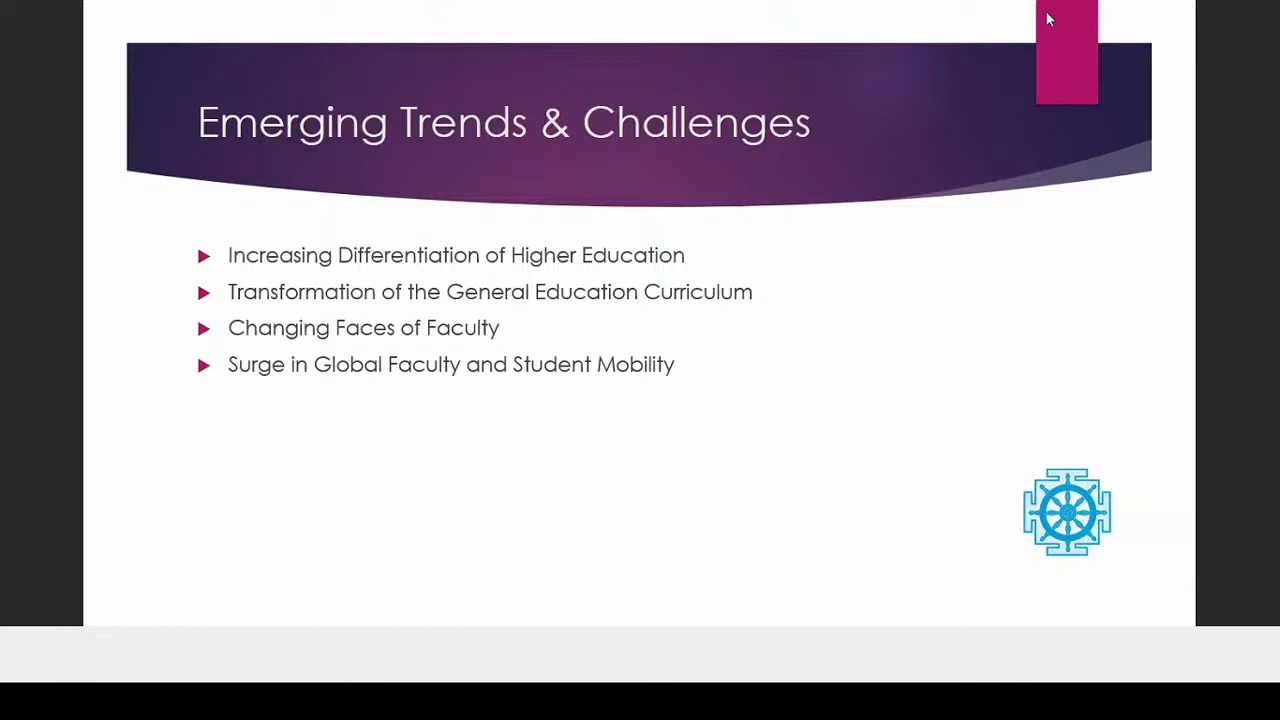 Emerging Trends & Challenges
Increasing Differentiation of Higher Education
Transformation of the General Education Curriculum
Changing Faces of Faculty
Surge in Global Faculty and Student Mobility